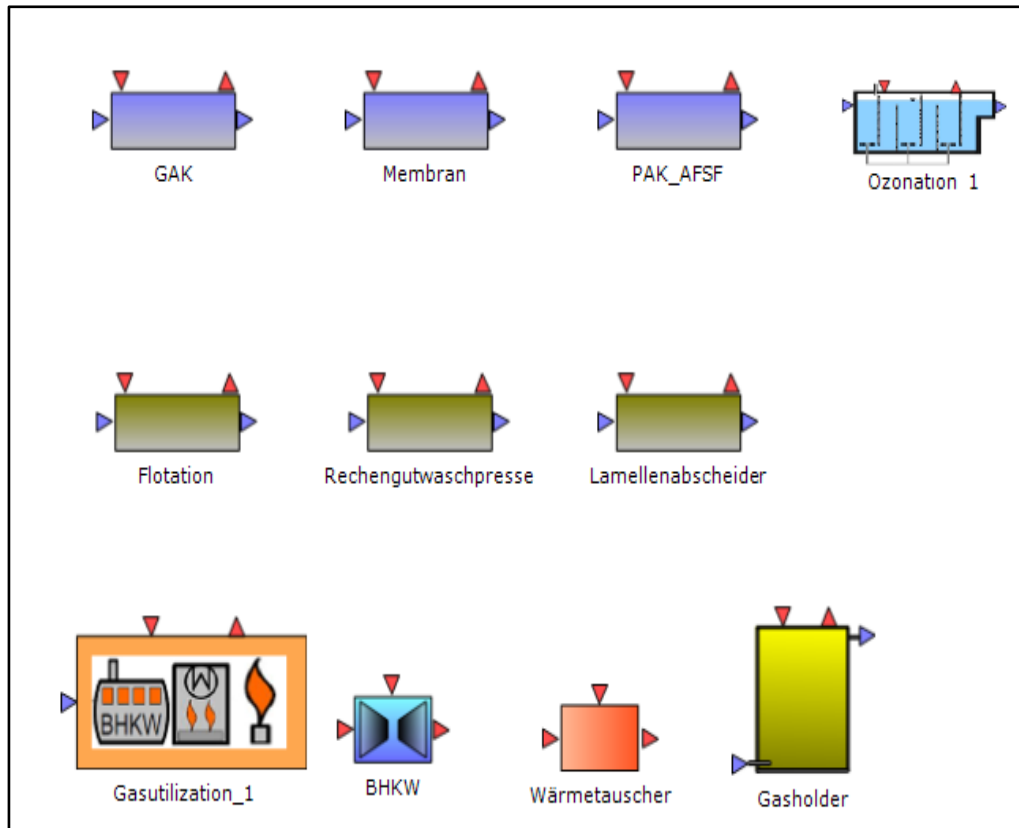 GAK
Membran
PAK_AFSF
Ozonation 1
Flotation
Rechengutwaschpresse
Lamellenabscheider
BHKW
Gasutilization_1
BHKW
Wärmetauscher
Gasholder